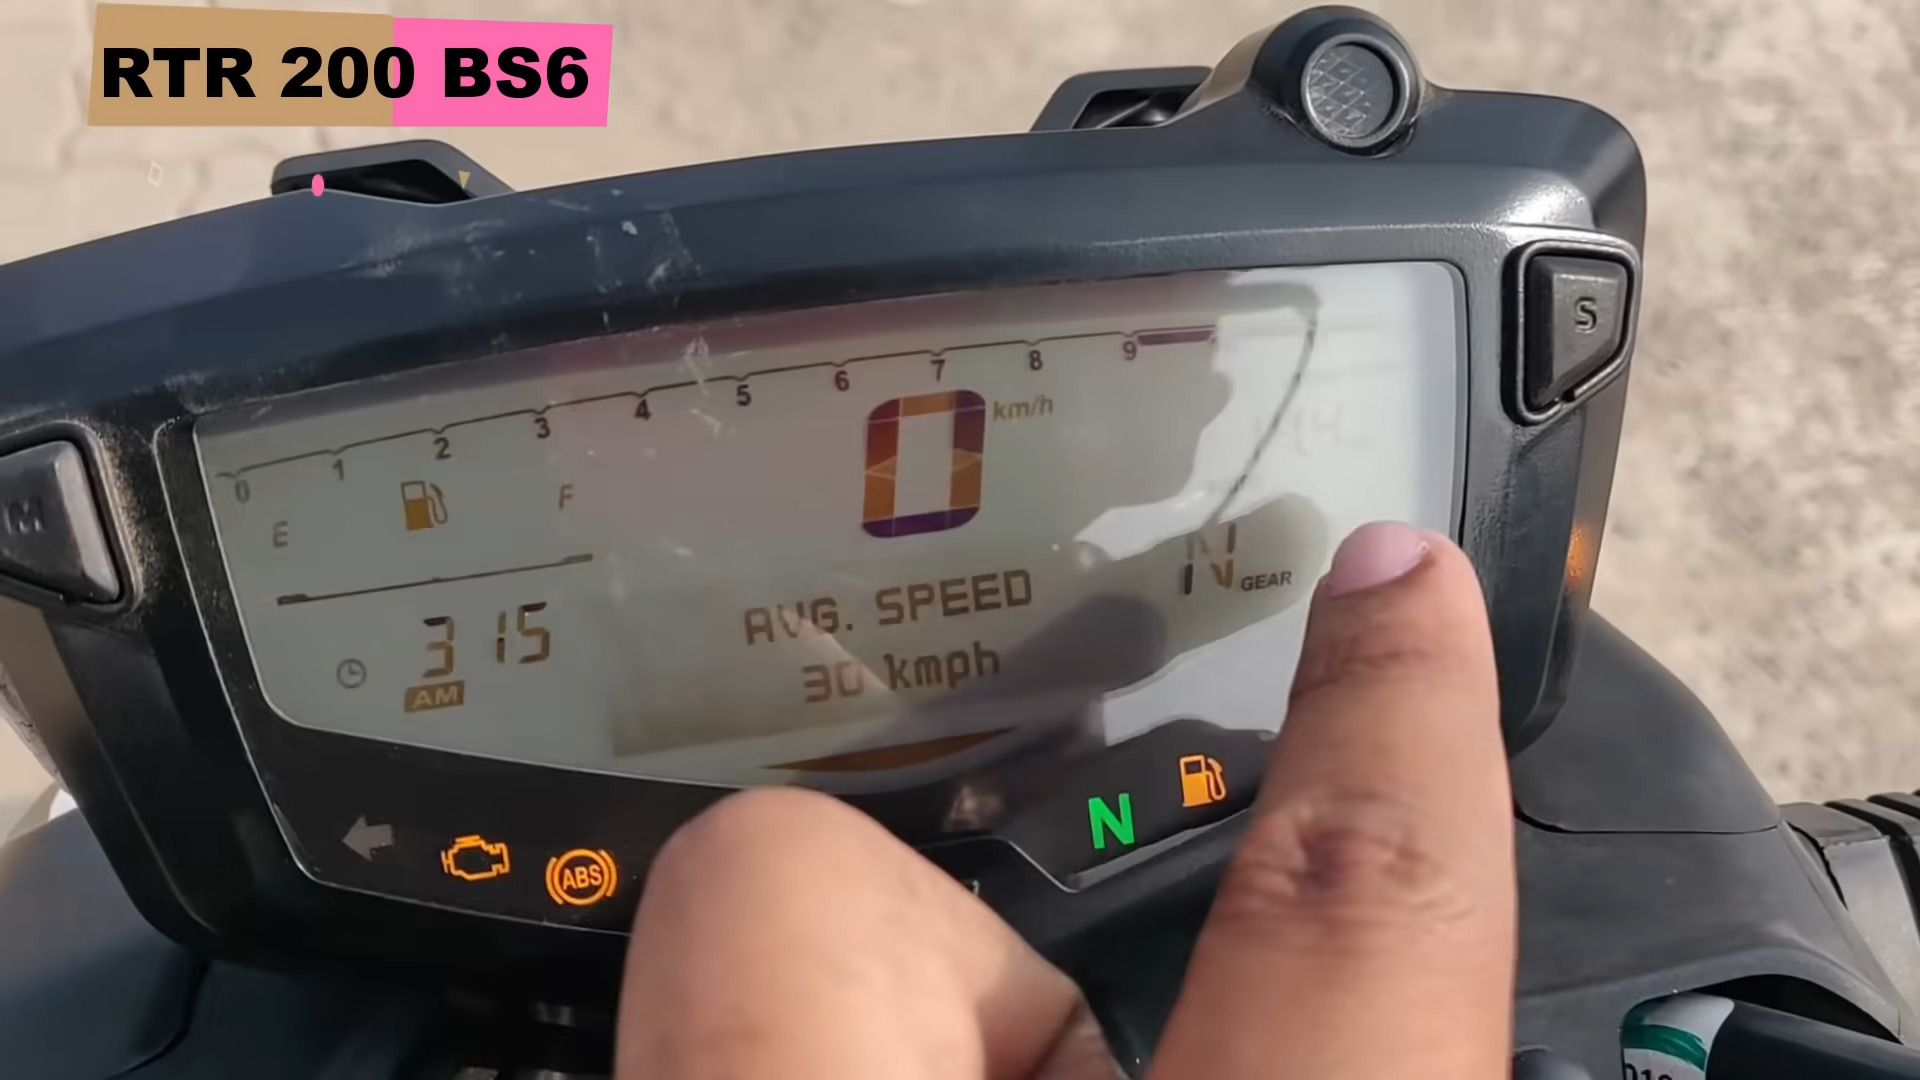 RTR 200 BS6
S
M
0 1 2 3 4 5 6 7 8 9
0 km/h
E F
N GEAR
3 15
AM
AVG. SPEED
30 kmph
N
ABS